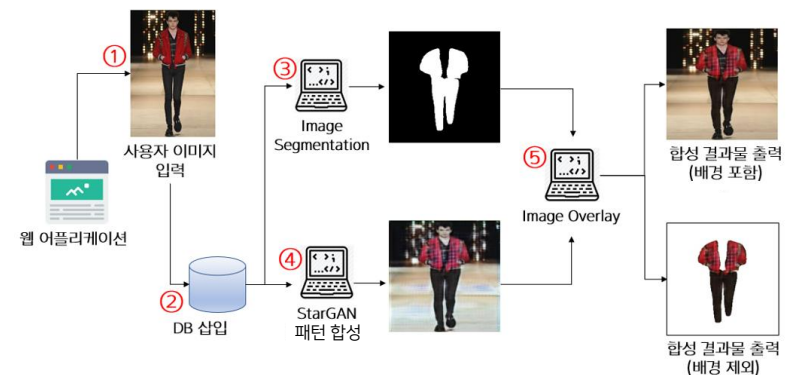 ①
사용자 이미지
입력
웹 어플리케이션
②
DB 삽입
③
< > ;
...</>
Image
Segmentation
④
< > ;
...</>
StarGAN
패턴 합성
⑤
< > ;
...</>
Image Overlay
합성 결과물 출력
(배경 포함)
합성 결과물 출력
(배경 제외)